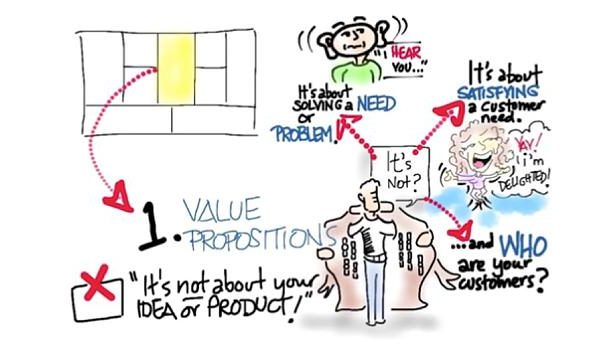 "I HEAR
YOU..."
It's about
SOLVING a NEED
or
PROBLEM!
It's about
SATISFYING
a customer
need.
YAY!
i'm
DELIGHTED!
It's
NOT?
1. VALUE
PROPOSITIONS
...and WHO
are your
customers?
"It's not about your
IDEA or PRODUCT!"